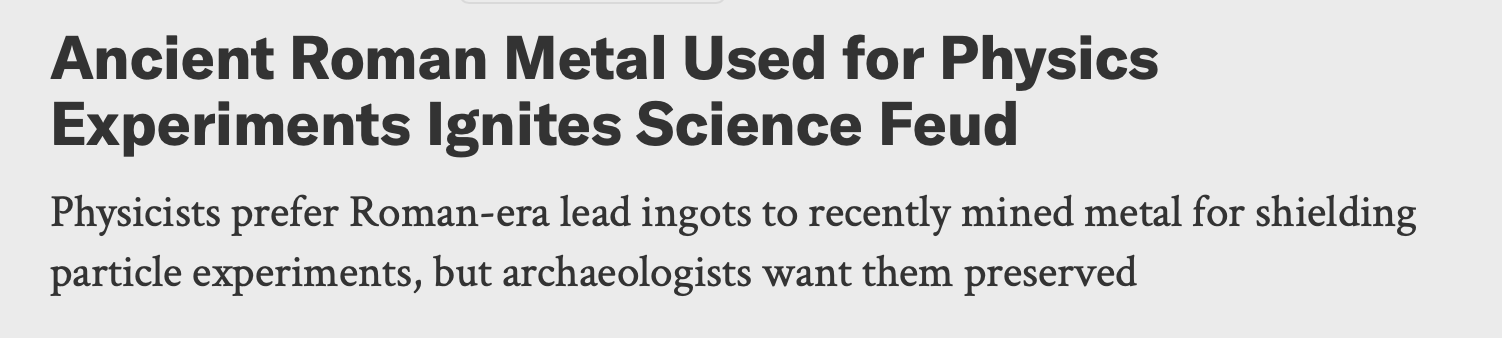 Ancient Roman Metal Used for Physics
Experiments Ignites Science Feud
Physicists prefer Roman-era lead ingots to recently mined metal for shielding
particle experiments, but archaeologists want them preserved